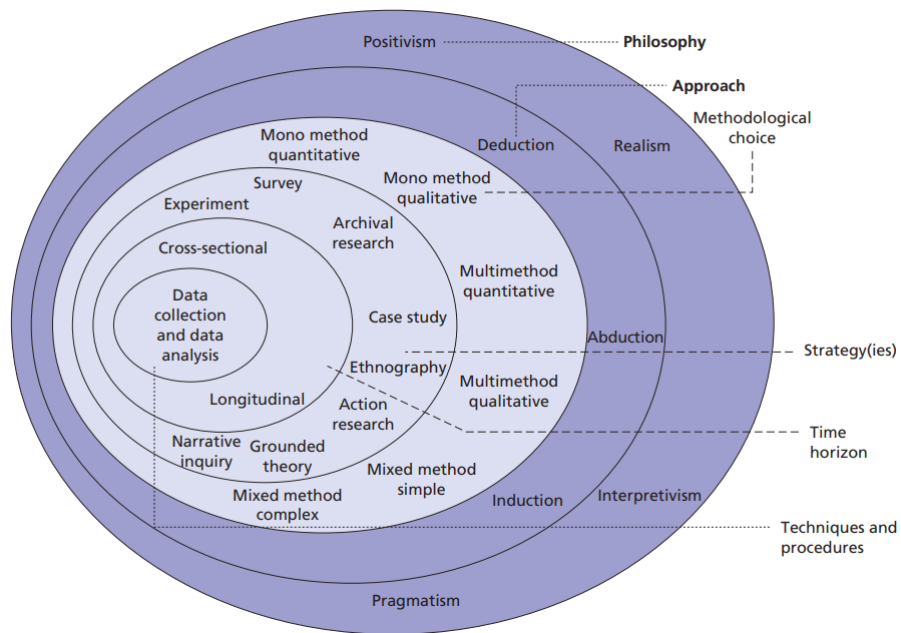 Positivism
Philosophy
Approach
Methodological
choice
Mono method
quantitative
Deduction
Realism
Mono method
qualitative
Survey
Experiment
Archival
research
Cross-sectional
Multimethod
quantitative
Data
collection
and data
analysis
Case study
Abduction
Strategy(ies)
Ethnography
Multimethod
qualitative
Longitudinal
Action
research
Time
horizon
Narrative
inquiry
Grounded
theory
Mixed method
simple
Mixed method
complex
Induction
Interpretivism
Techniques and
procedures
Pragmatism